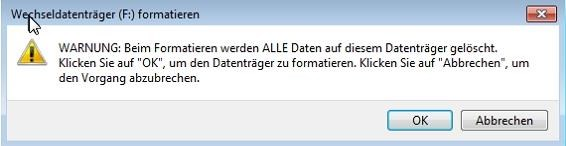 Wechseldatenträger (F:) formatieren
WARNUNG: Beim Formatieren werden ALLE Daten auf diesem Datenträger gelöscht.
Klicken Sie auf "OK", um den Datenträger zu formatieren. Klicken Sie auf "Abbrechen", um
den Vorgang abzubrechen.
OK
Abbrechen